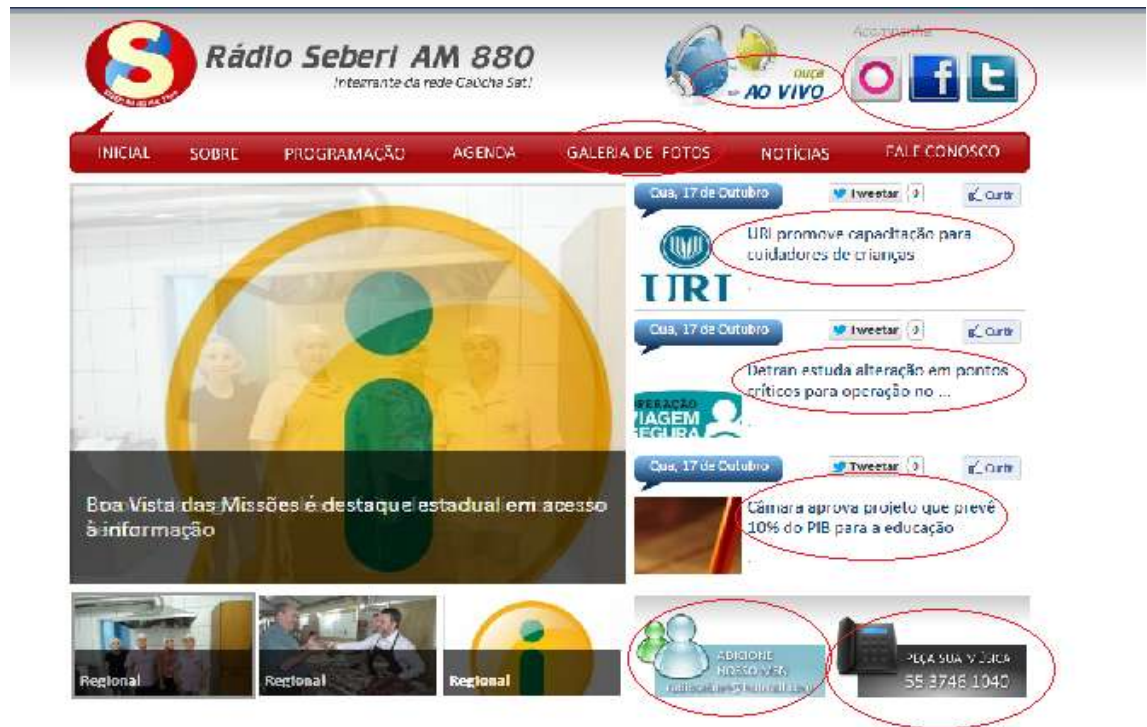 S
Rádio Seberi AM 880
Integrante da rede Gaúcha Sat!
ouça
AO VIVO
Acompanhe
f
t
INICIAL SOBRE PROGRAMAÇÃO AGENDA GALERIA DE FOTOS NOTÍCIAS FALE CONOSCO
Qua, 17 de Outubro Tweetar 0 Curtir
URI promove capacitação para
cuidadores de crianças
URI
Qua, 17 de Outubro Tweetar 0 Curtir
Detran estuda alteração em pontos
críticos para operação no ...
OPERAÇÃO
VIAGEM
SEGURA
Qua, 17 de Outubro Tweetar 0 Curtir
Câmara aprova projeto que prevê
10% do PIB para a educação
...
Boa Vista das Missões é destaque estadual em acesso
à informação
Regional
Regional
Regional
ADICIONE
NOSSO MSN
PEÇA SUA MÚSICA
55 3746 1040